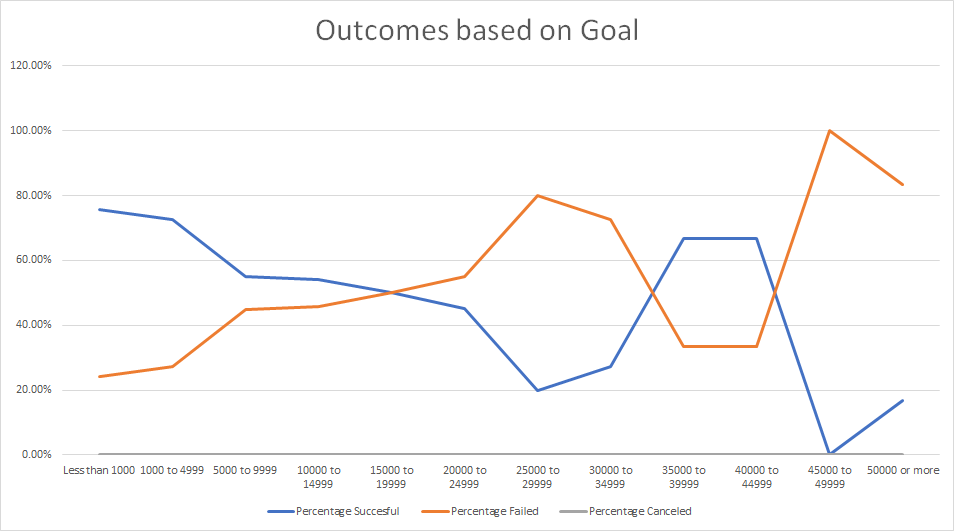 Outcomes based on Goal
120.00%
100.00%
80.00%
60.00%
40.00%
20.00%
0.00%
Less than 1000
1000 to 4999
5000 to 9999
10000 to
14999
15000 to
19999
20000 to
24999
25000 to
29999
30000 to
34999
35000 to
39999
40000 to
44999
45000 to
49999
50000 or more
Percentage Succesful
Percentage Failed
Percentage Canceled